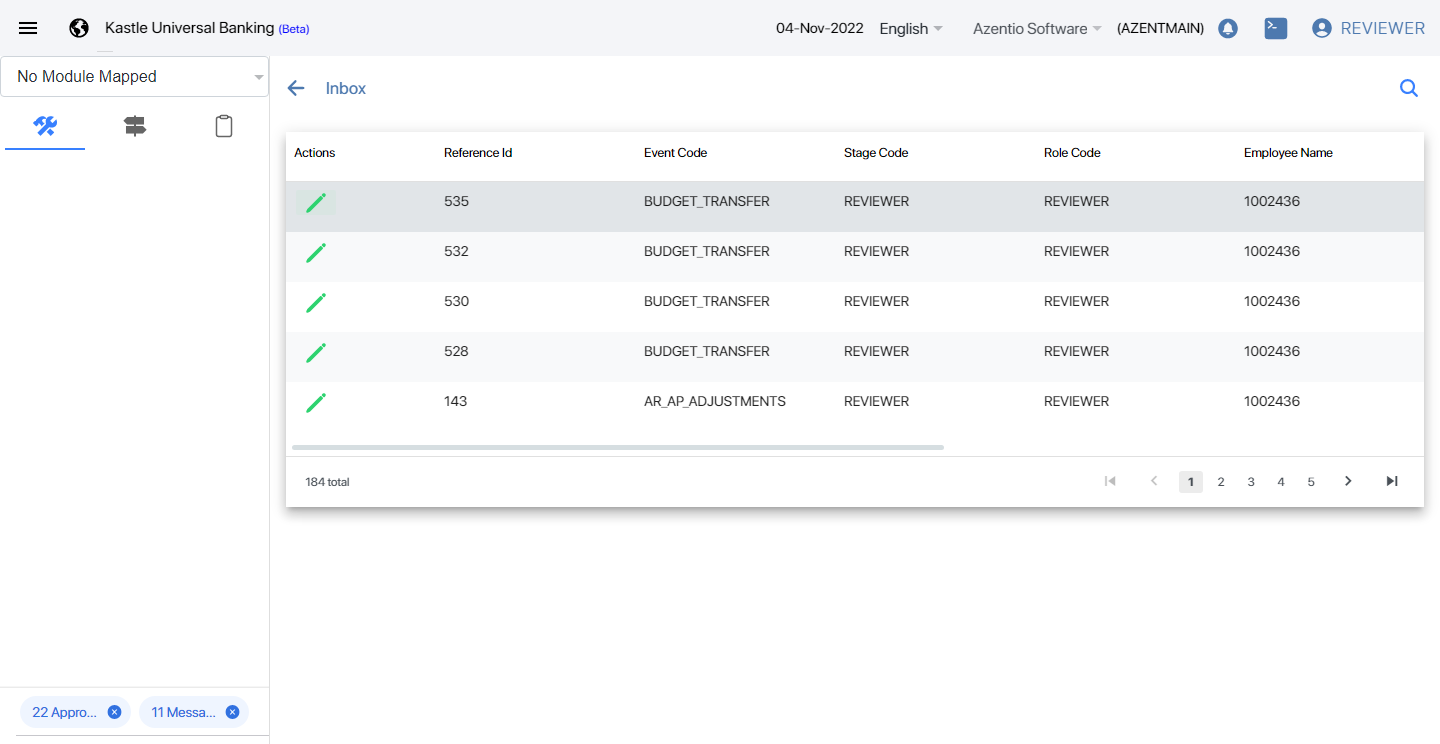 Kastle Universal Banking (Beta) 04-Nov-2022 English Azentio Software (AZENTMAIN) REVIEWER
No Module Mapped
Inbox
Actions Reference Id Event Code Stage Code Role Code Employee Name
535 BUDGET_TRANSFER REVIEWER REVIEWER 1002436
532 BUDGET_TRANSFER REVIEWER REVIEWER 1002436
530 BUDGET_TRANSFER REVIEWER REVIEWER 1002436
528 BUDGET_TRANSFER REVIEWER REVIEWER 1002436
143 AR_AP_ADJUSTMENTS REVIEWER REVIEWER 1002436
184 total 1 2 3 4 5
22 Appro... 11 Messa...